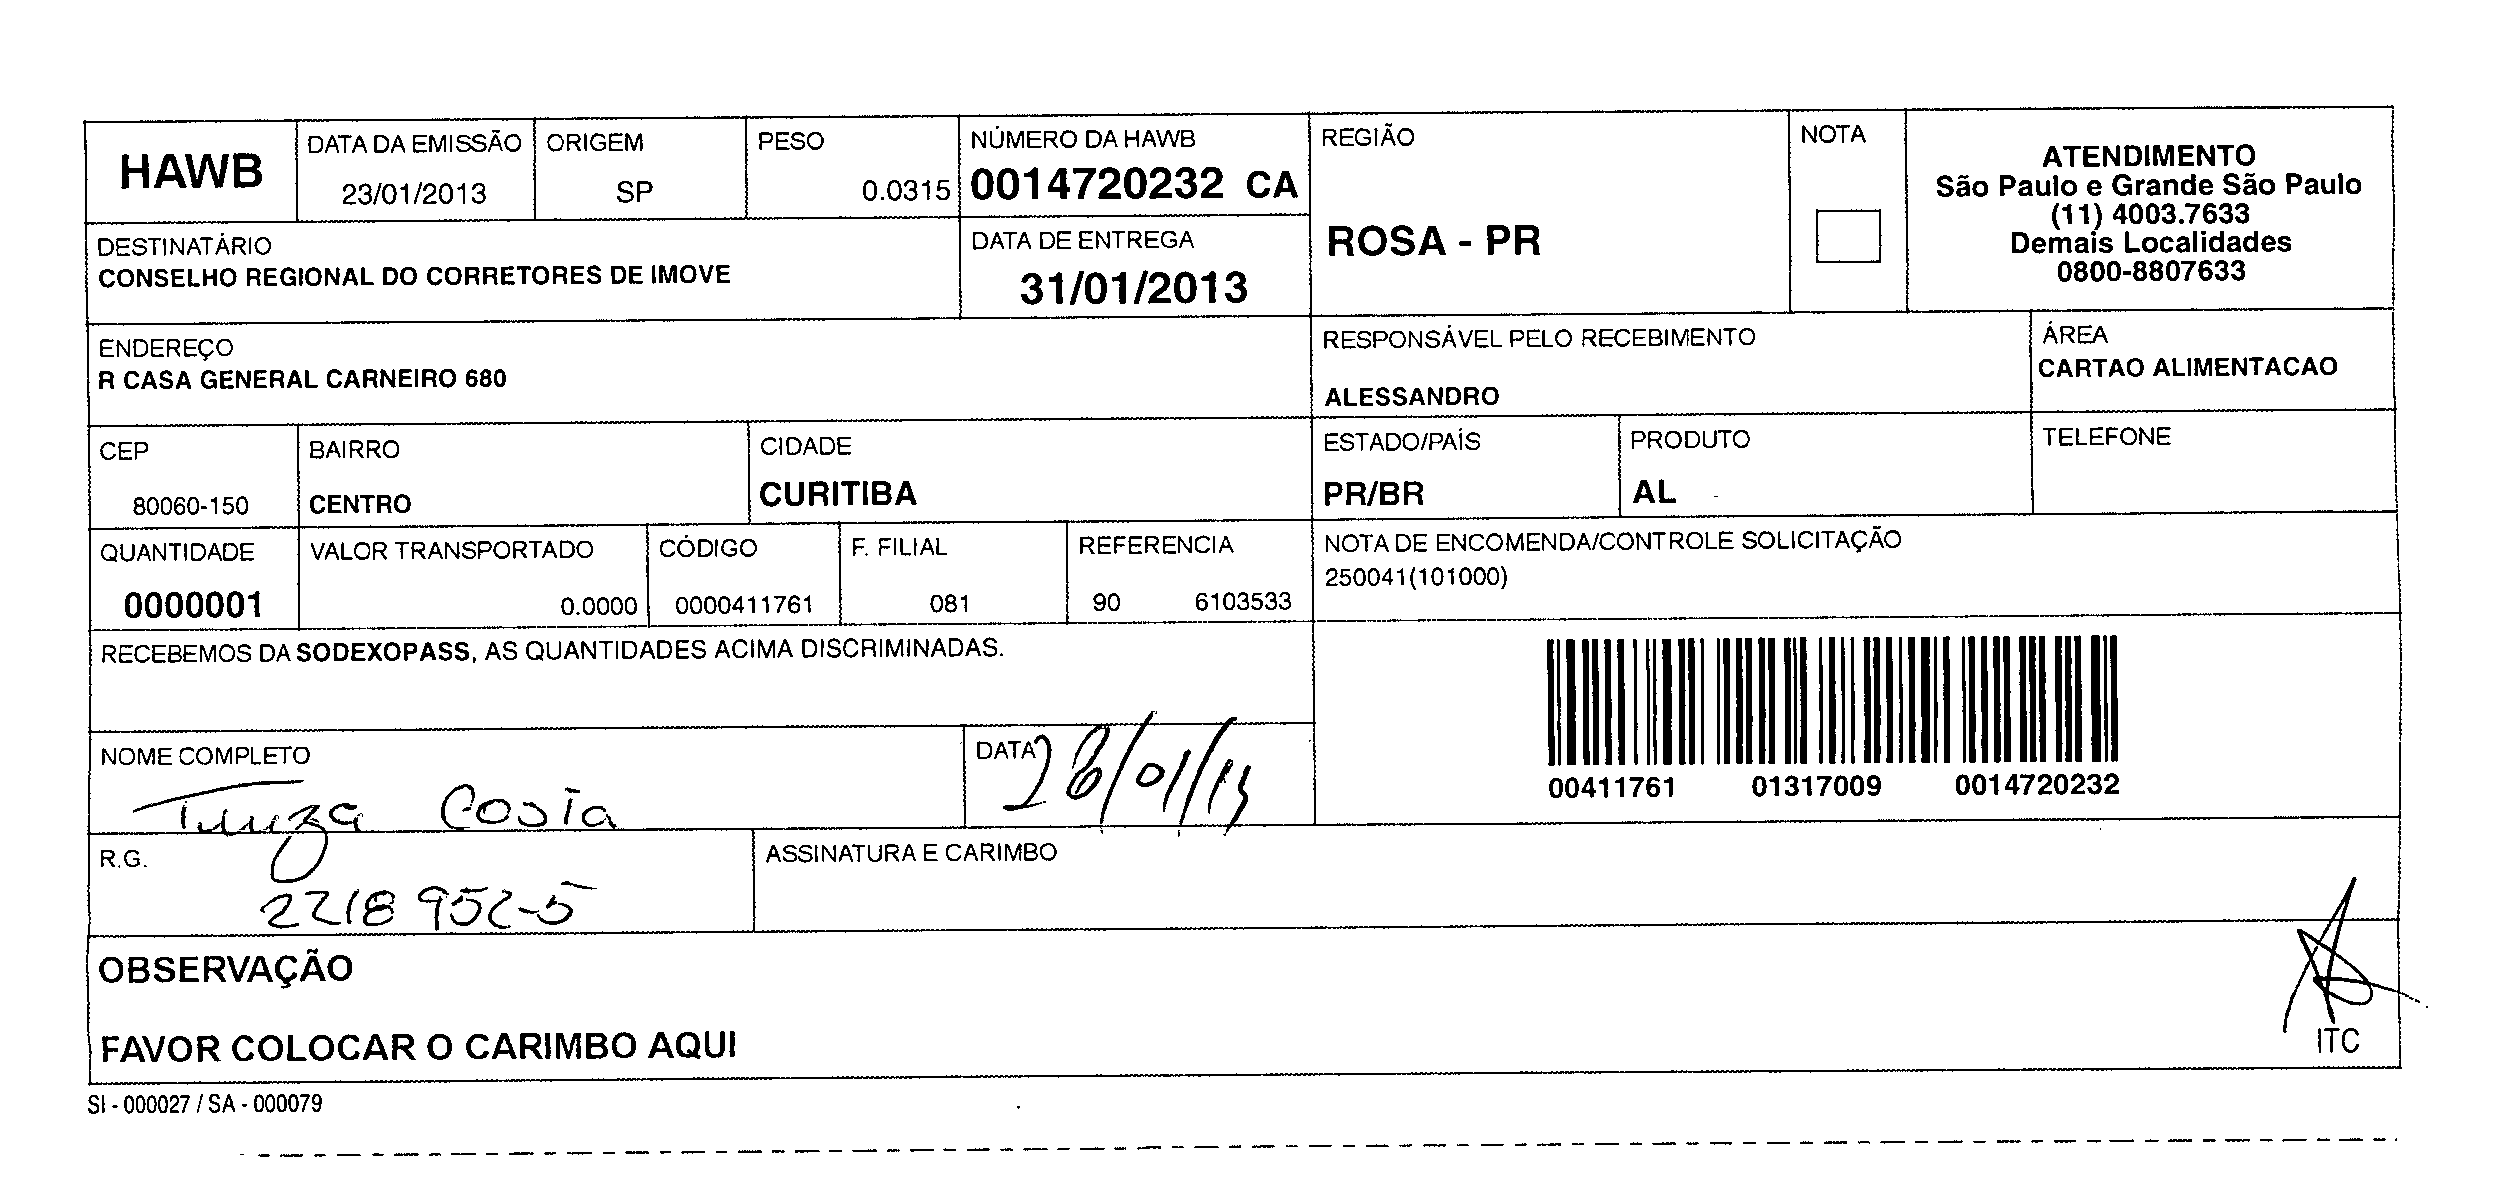 HAWB
DATA DA EMISSÃO
23/01/2013
ORIGEM
SP
PESO
0.0315
NÚMERO DA HAWB
0014720232 CA
REGIÃO
ROSA - PR
NOTA
ATENDIMENTO
São Paulo e Grande São Paulo
(11) 4003.7633
Demais Localidades
0800-8807633
DESTINATÁRIO
CONSELHO REGIONAL DO CORRETORES DE IMOVE
DATA DE ENTREGA
31/01/2013
ENDEREÇO
R CASA GENERAL CARNEIRO 680
RESPONSÁVEL PELO RECEBIMENTO
ALESSANDRO
ÁREA
CARTAO ALIMENTACAO
CEP
80060-150
BAIRRO
CENTRO
CIDADE
CURITIBA
ESTADO/PAÍS
PR/BR
PRODUTO
AL
TELEFONE
QUANTIDADE
0000001
VALOR TRANSPORTADO
0.0000
CÓDIGO
0000411761
F. FILIAL
081
REFERENCIA
90 6103533
NOTA DE ENCOMENDA/CONTROLE SOLICITAÇÃO
250041(101000)
RECEBEMOS DA SODEXOPASS, AS QUANTIDADES ACIMA DISCRIMINADAS.
00411761 01317009 0014720232
NOME COMPLETO
Costa
DATA
R.G.
2218952-5
ASSINATURA E CARIMBO
OBSERVAÇÃO
FAVOR COLOCAR O CARIMBO AQUI
ITC
SI - 000027 / SA - 000079